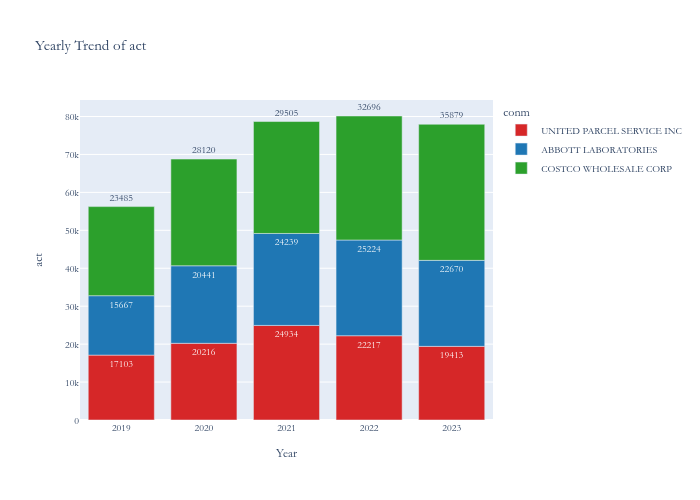 Yearly Trend of act
conm
UNITED PARCEL SERVICE INC
ABBOTT LABORATORIES
COSTCO WHOLESALE CORP
act
80k
70k
60k
50k
40k
30k
20k
10k
0
23485
28120
29505
32696
35879
15667
20441
24239
25224
22670
17103
20216
24934
22217
19413
2019 2020 2021 2022 2023
Year